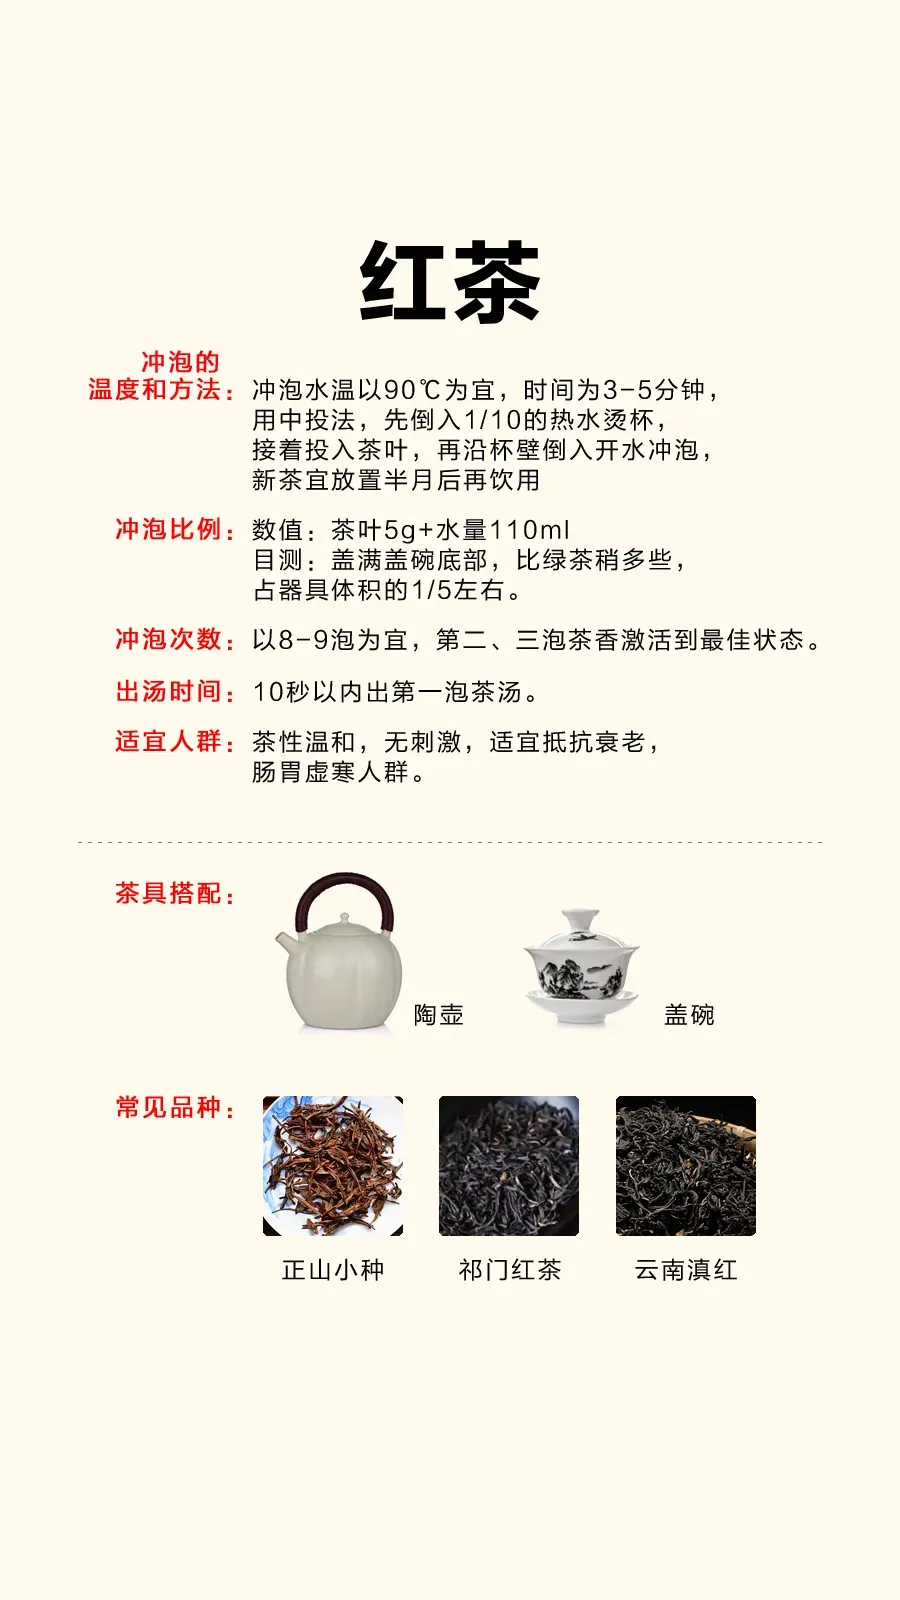 红茶
冲泡的
温度和方法：冲泡水温以90℃为宜，时间为3-5分钟，
用中投法，先倒入1/10的热水烫杯，
接着投入茶叶，再沿杯壁倒入开水冲泡，
新茶宜放置半月后再饮用
冲泡比例：数值：茶叶5g+水量110ml
目测：盖满盖碗底部，比绿茶稍多些，
占器具体积的1/5左右。
冲泡次数：以8-9泡为宜，第二、三泡茶香激活到最佳状态。
出汤时间：10秒以内出第一泡茶汤。
适宜人群：茶性温和，无刺激，适宜抵抗衰老，
肠胃虚寒人群。
茶具搭配：
陶壶 盖碗
常见品种：
正山小种 祁门红茶 云南滇红